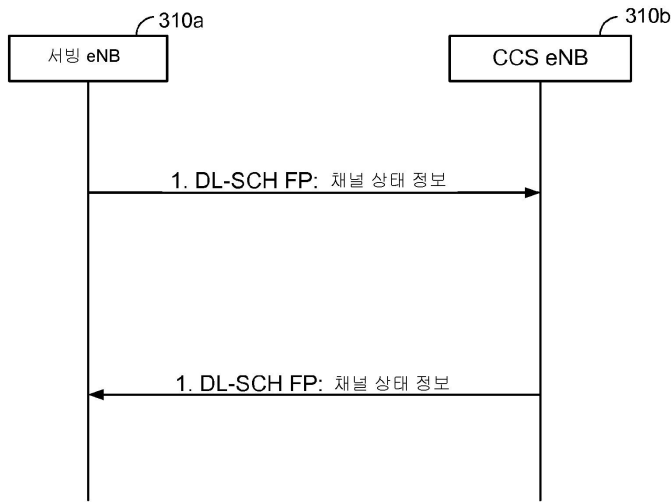 310a
310b
서빙 eNB
CCS eNB
1. DL-SCH FP: 채널 상태 정보
1. DL-SCH FP: 채널 상태 정보